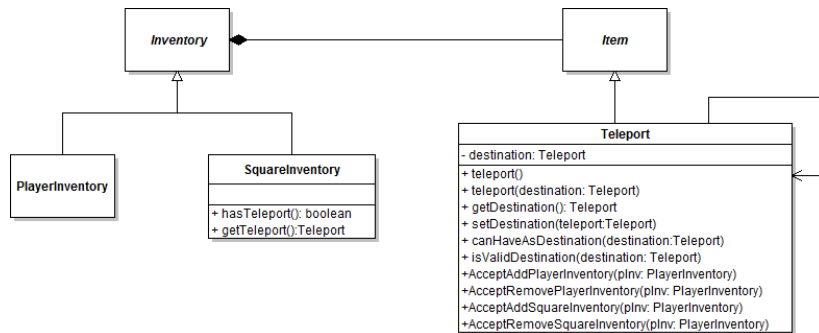 Inventory
Item
PlayerInventory
SquareInventory
+ hasTeleport(): boolean
+ getTeleport():Teleport
Teleport
- destination: Teleport
+ teleport()
+ teleport(destination: Teleport)
+ getDestination(): Teleport
+ setDestination(teleport:Teleport)
+ canHaveAsDestination(destination:Teleport)
+ isValidDestination(destination: Teleport)
+AcceptAddPlayerInventory(pInv: PlayerInventory)
+AcceptRemovePlayerInventory(pInv: PlayerInventory)
+AcceptAddSquareInventory(pInv: PlayerInventory)
+AcceptRemoveSquareInventory(pInv: PlayerInventory)